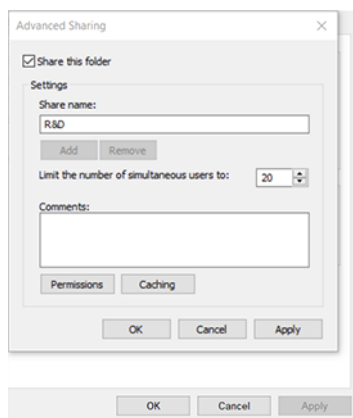 Advanced Sharing
Share this folder
Settings
Share name:
R&D
Add Remove
Limit the number of simultaneous users to: 20
Comments:
Permissions Caching
OK Cancel Apply
OK Cancel Apply